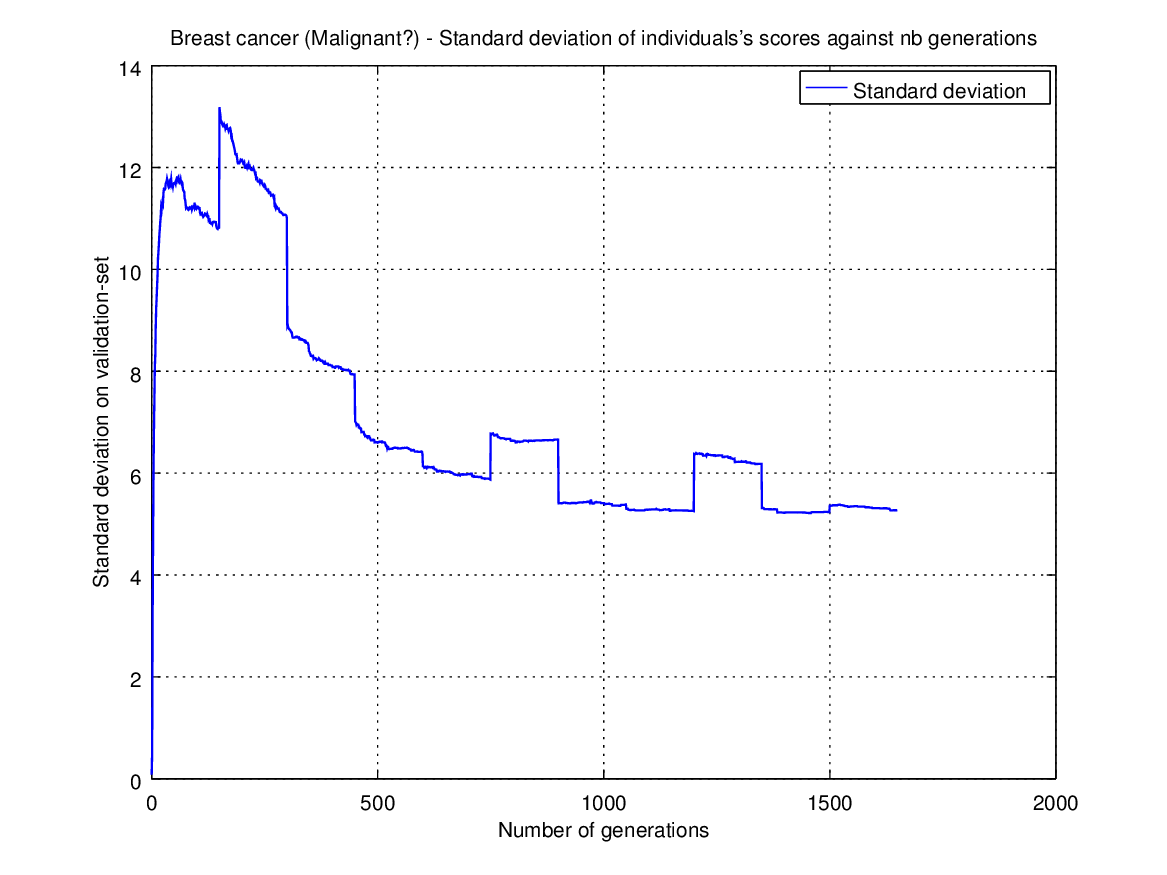 Breast cancer (Malignant?) - Standard deviation of individuals's scores against nb generations
14
Standard deviation
12
10
8
6
4
2
0
Standard deviation on validation-set
0 500 1000 1500 2000
Number of generations